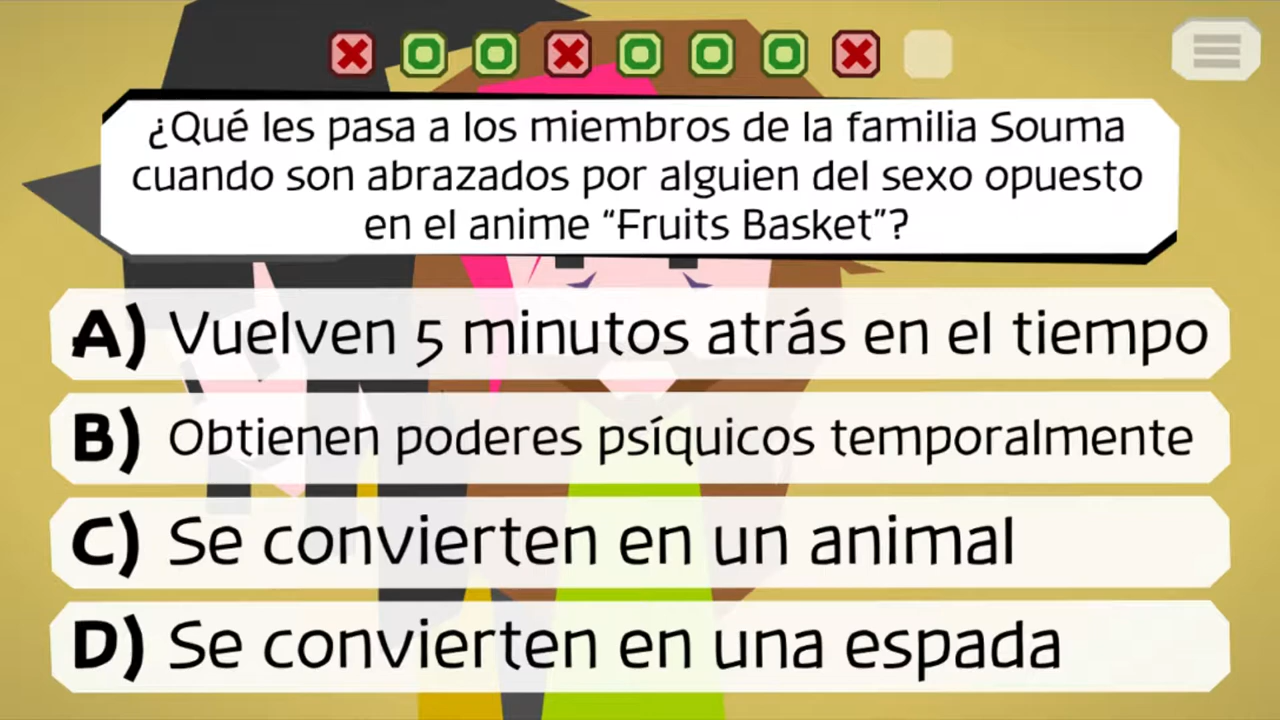 ¿Qué les pasa a los miembros de la familia Souma
cuando son abrazados por alguien del sexo opuesto
en el anime “Fruits Basket”?
A) Vuelven 5 minutos atrás en el tiempo
B) Obtienen poderes psíquicos temporalmente
C) Se convierten en un animal
D) Se convierten en una espada